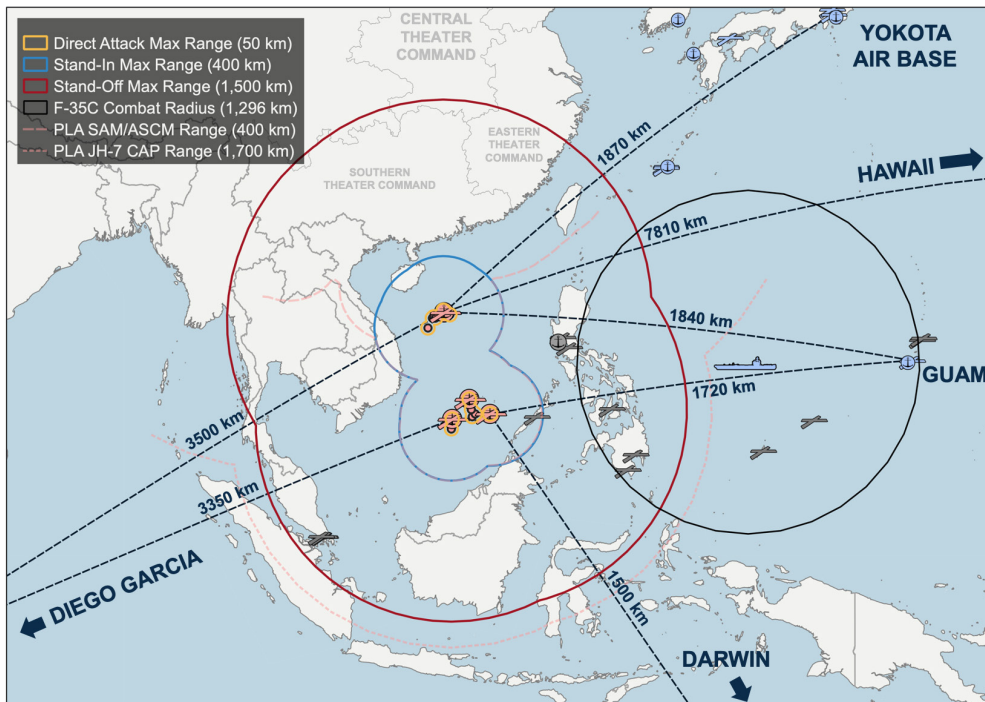 Direct Attack Max Range (50 km)
Stand-In Max Range (400 km)
Stand-Off Max Range (1,500 km)
F-35C Combat Radius (1,296 km)
PLA SAM/ASCM Range (400 km)
PLA JH-7 CAP Range (1,700 km)
CENTRAL
THEATER
COMMAND
YOKOTA
AIR BASE
EASTERN
THEATER
COMMAND
SOUTHERN
THEATER COMMAND
1870 km
HAWAII
7810 km
1840 km
GUAM
1720 km
3500 km
3350 km
DIEGO GARCIA
1500 km
DARWIN